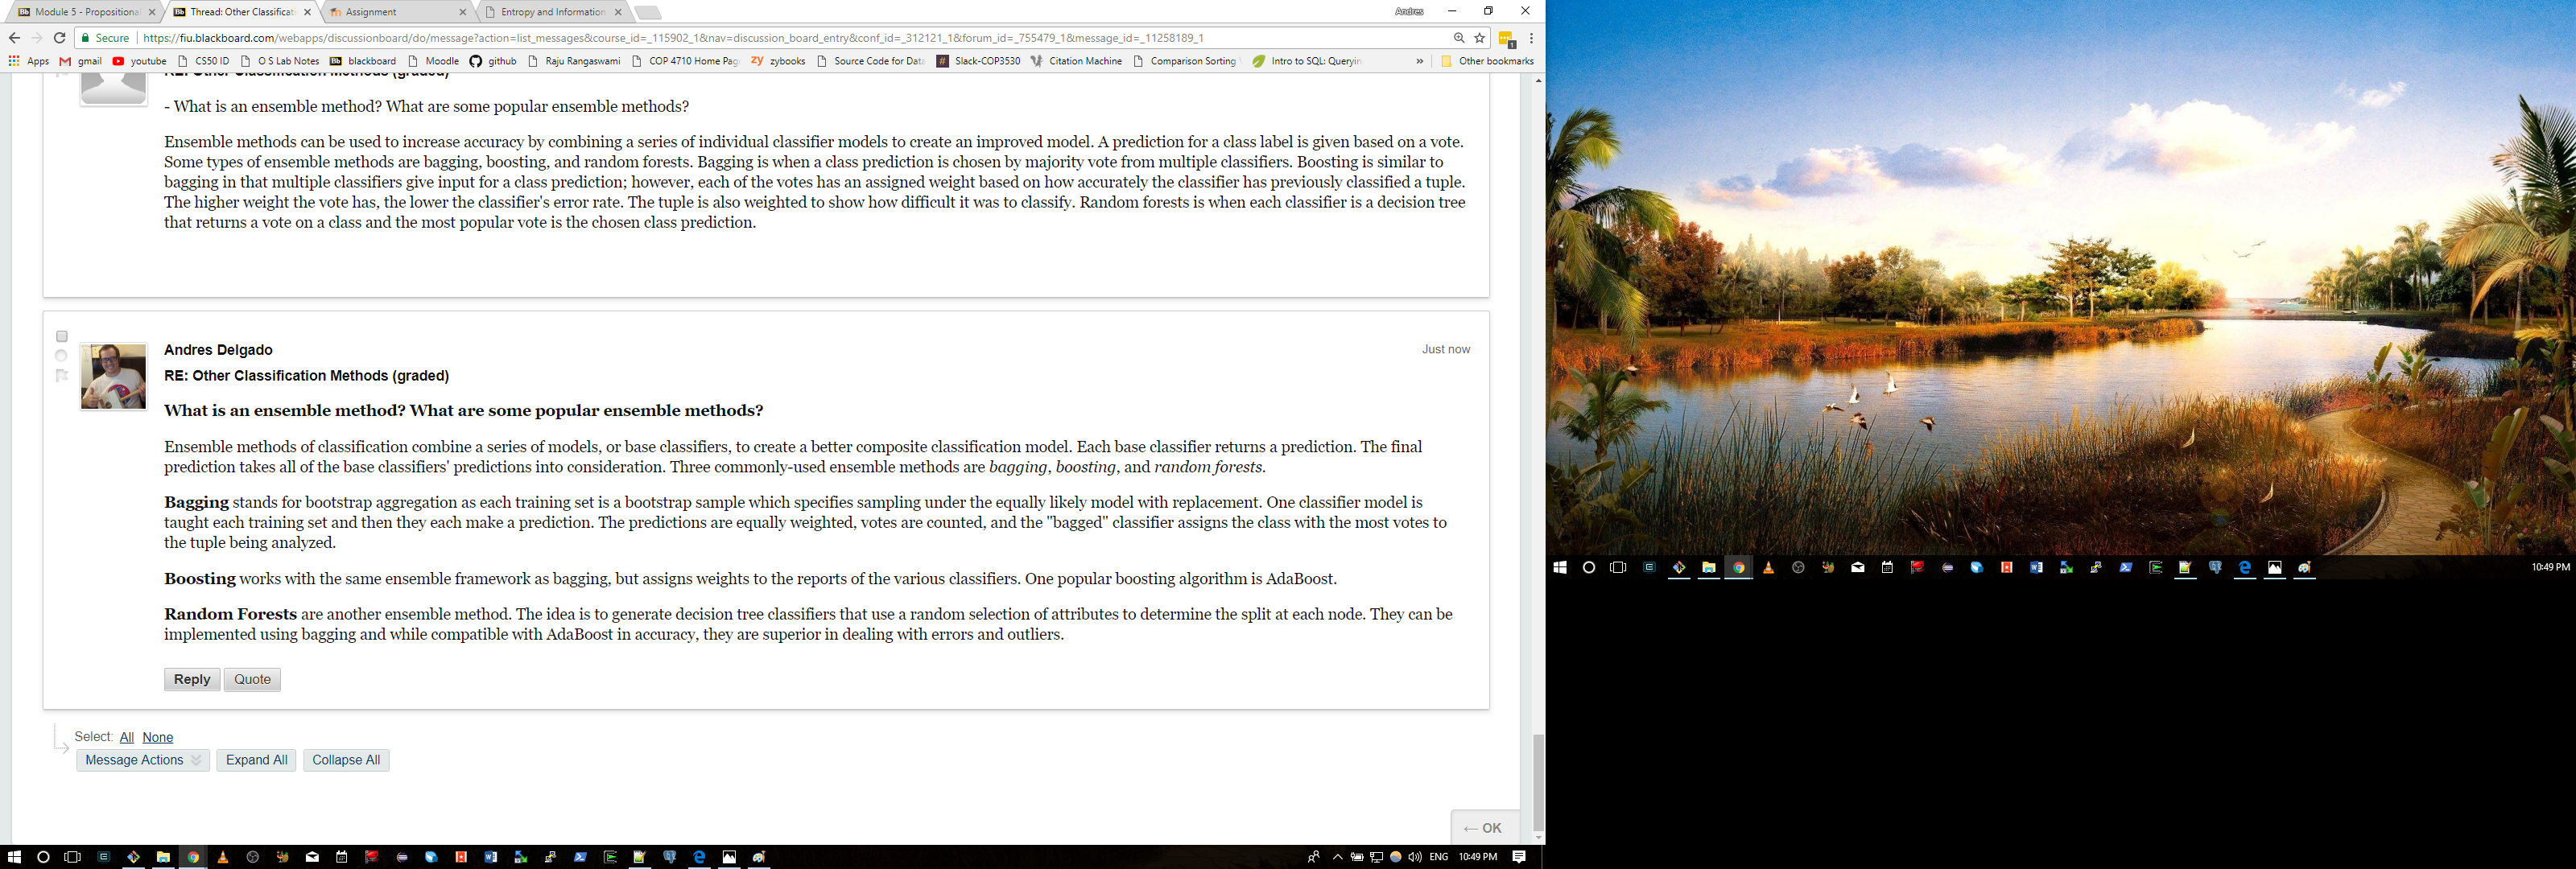 Module 5 - Propositional
Thread: Other Classificati
Assignment
Entropy and Information
Andres
Secure
https://fiu.blackboard.com/webapps/discussionboard/do/message?action=list_messages&course_id=_115902_1&nav=discussion_board_entry&conf_id=_312121_1&forum_id=_755479_1&message_id=_11258189_1
Apps gmail youtube CS50 ID O S Lab Notes blackboard Moodle github Raju Rangaswami COP 4710 Home Pag zybooks Source Code for Data Slack-COP3530 Citation Machine Comparison Sorting Intro to SQL: Queryin » Other bookmarks
RE: Other Classification Methods (graded)
- What is an ensemble method? What are some popular ensemble methods?
Ensemble methods can be used to increase accuracy by combining a series of individual classifier models to create an improved model. A prediction for a class label is given based on a vote.
Some types of ensemble methods are bagging, boosting, and random forests. Bagging is when a class prediction is chosen by majority vote from multiple classifiers. Boosting is similar to
bagging in that multiple classifiers give input for a class prediction; however, each of the votes has an assigned weight based on how accurately the classifier has previously classified a tuple.
The higher weight the vote has, the lower the classifier's error rate. The tuple is also weighted to show how difficult it was to classify. Random forests is when each classifier is a decision tree
that returns a vote on a class and the most popular vote is the chosen class prediction.
Andres Delgado
Just now
RE: Other Classification Methods (graded)
What is an ensemble method? What are some popular ensemble methods?
Ensemble methods of classification combine a series of models, or base classifiers, to create a better composite classification model. Each base classifier returns a prediction. The final
prediction takes all of the base classifiers' predictions into consideration. Three commonly-used ensemble methods are bagging, boosting, and random forests.
Bagging stands for bootstrap aggregation as each training set is a bootstrap sample which specifies sampling under the equally likely model with replacement. One classifier model is
taught each training set and then they each make a prediction. The predictions are equally weighted, votes are counted, and the "bagged" classifier assigns the class with the most votes to
the tuple being analyzed.
Boosting works with the same ensemble framework as bagging, but assigns weights to the reports of the various classifiers. One popular boosting algorithm is AdaBoost.
Random Forests are another ensemble method. The idea is to generate decision tree classifiers that use a random selection of attributes to determine the split at each node. They can be
implemented using bagging and while compatible with AdaBoost in accuracy, they are superior in dealing with errors and outliers.
Reply Quote
Select: All None
Message Actions Expand All Collapse All
← OK
ENG 10:49 PM
10:49 PM